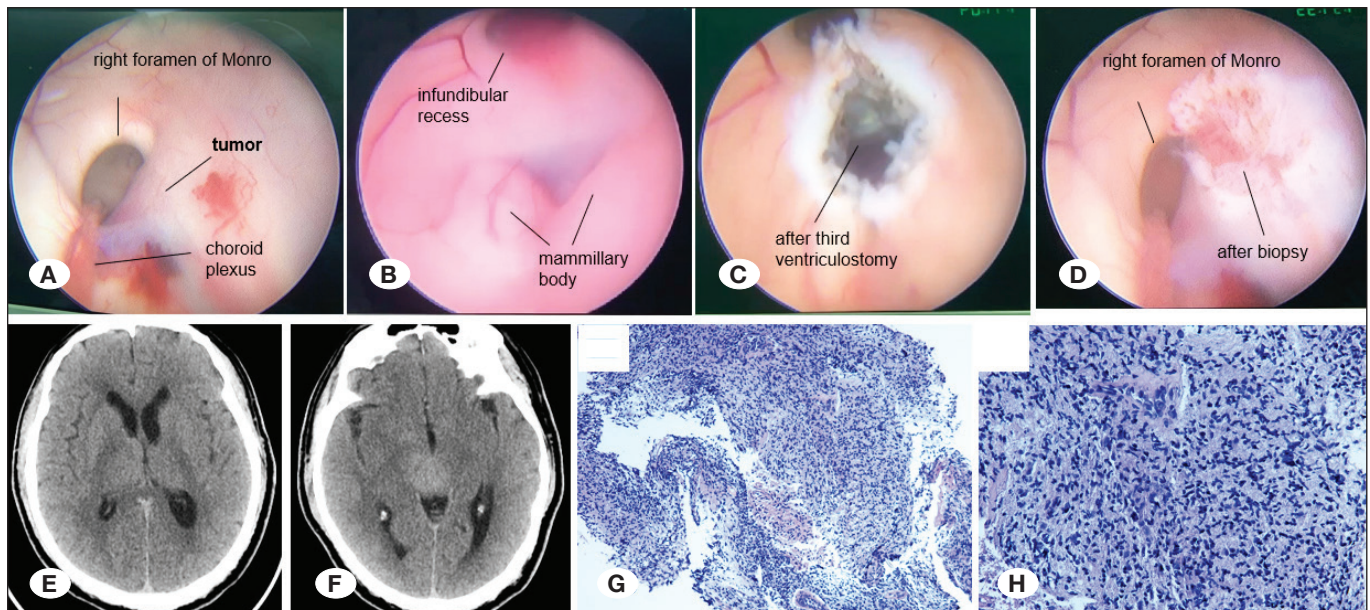 right foramen of Monro
tumor
choroid
plexus
A
infundibular
recess
mammillary
body
B
after third
ventriculostomy
C
right foramen of Monro
after biopsy
D
E
F
G
H